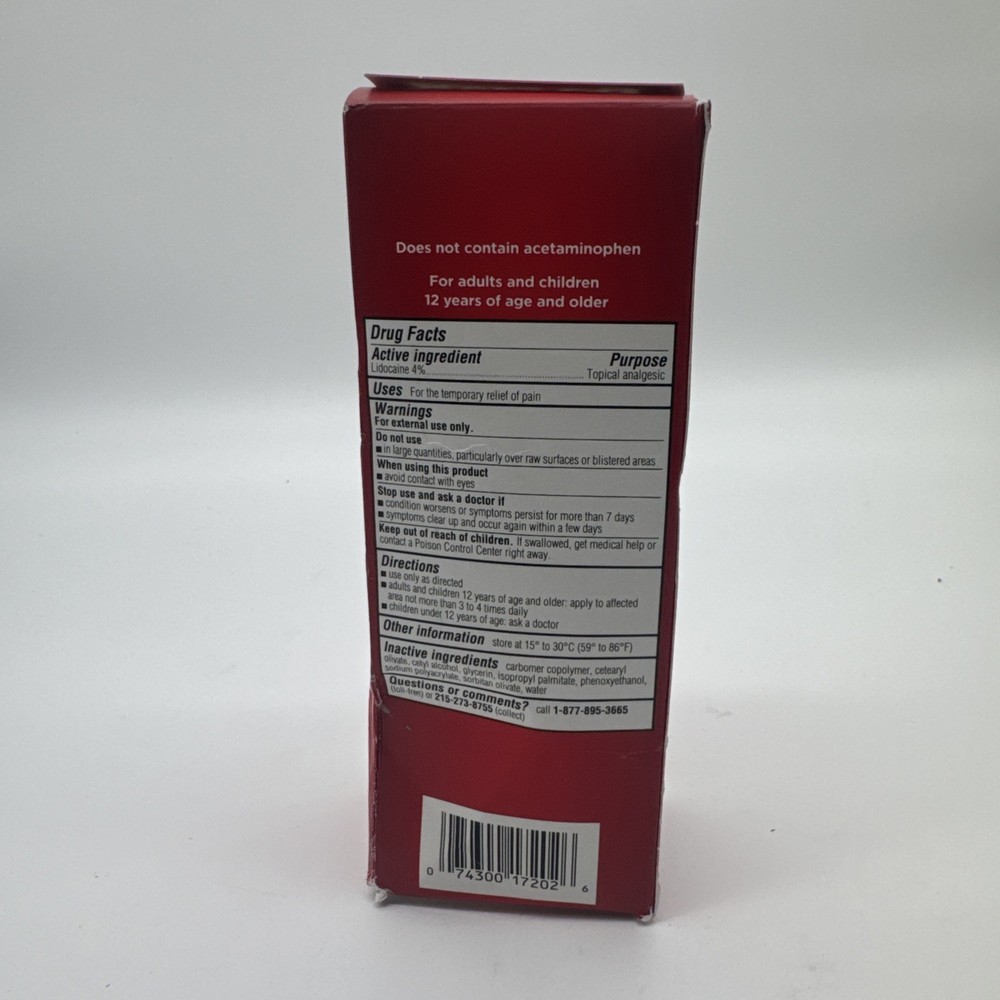 Does not contain acetaminophen
For adults and children
12 years of age and older
Drug Facts
Active ingredient Purpose
Lidocaine 4%.......... Topical analgesic
Uses For the temporary relief of pain
Warnings
For external use only.
Do not use
■ in large quantities, particularly over raw surfaces or blistered areas
When using this product
■ avoid contact with eyes
Stop use and ask a doctor if
■ condition worsens or symptoms persist for more than 7 days
■ symptoms clear up and occur again within a few days
Keep out of reach of children. If swallowed, get medical help or
contact a Poison Control Center right away.
Directions
■ use only as directed
■ adults and children 12 years of age and older: apply to affected
area not more than 3 to 4 times daily
■ children under 12 years of age: ask a doctor
Other information store at 15° to 30°C (59° to 86°F)
Inactive ingredients carbomer copolymer, cetearyl
olivate, cetyl alcohol, glycerin, isopropyl palmitate, phenoxyethanol,
sodium polyacrylate, sorbitan olivate, water
Questions or comments? call 1-877-895-3665
(toll-free) or 215-273-8755 (collect)
0 74300 17202 6